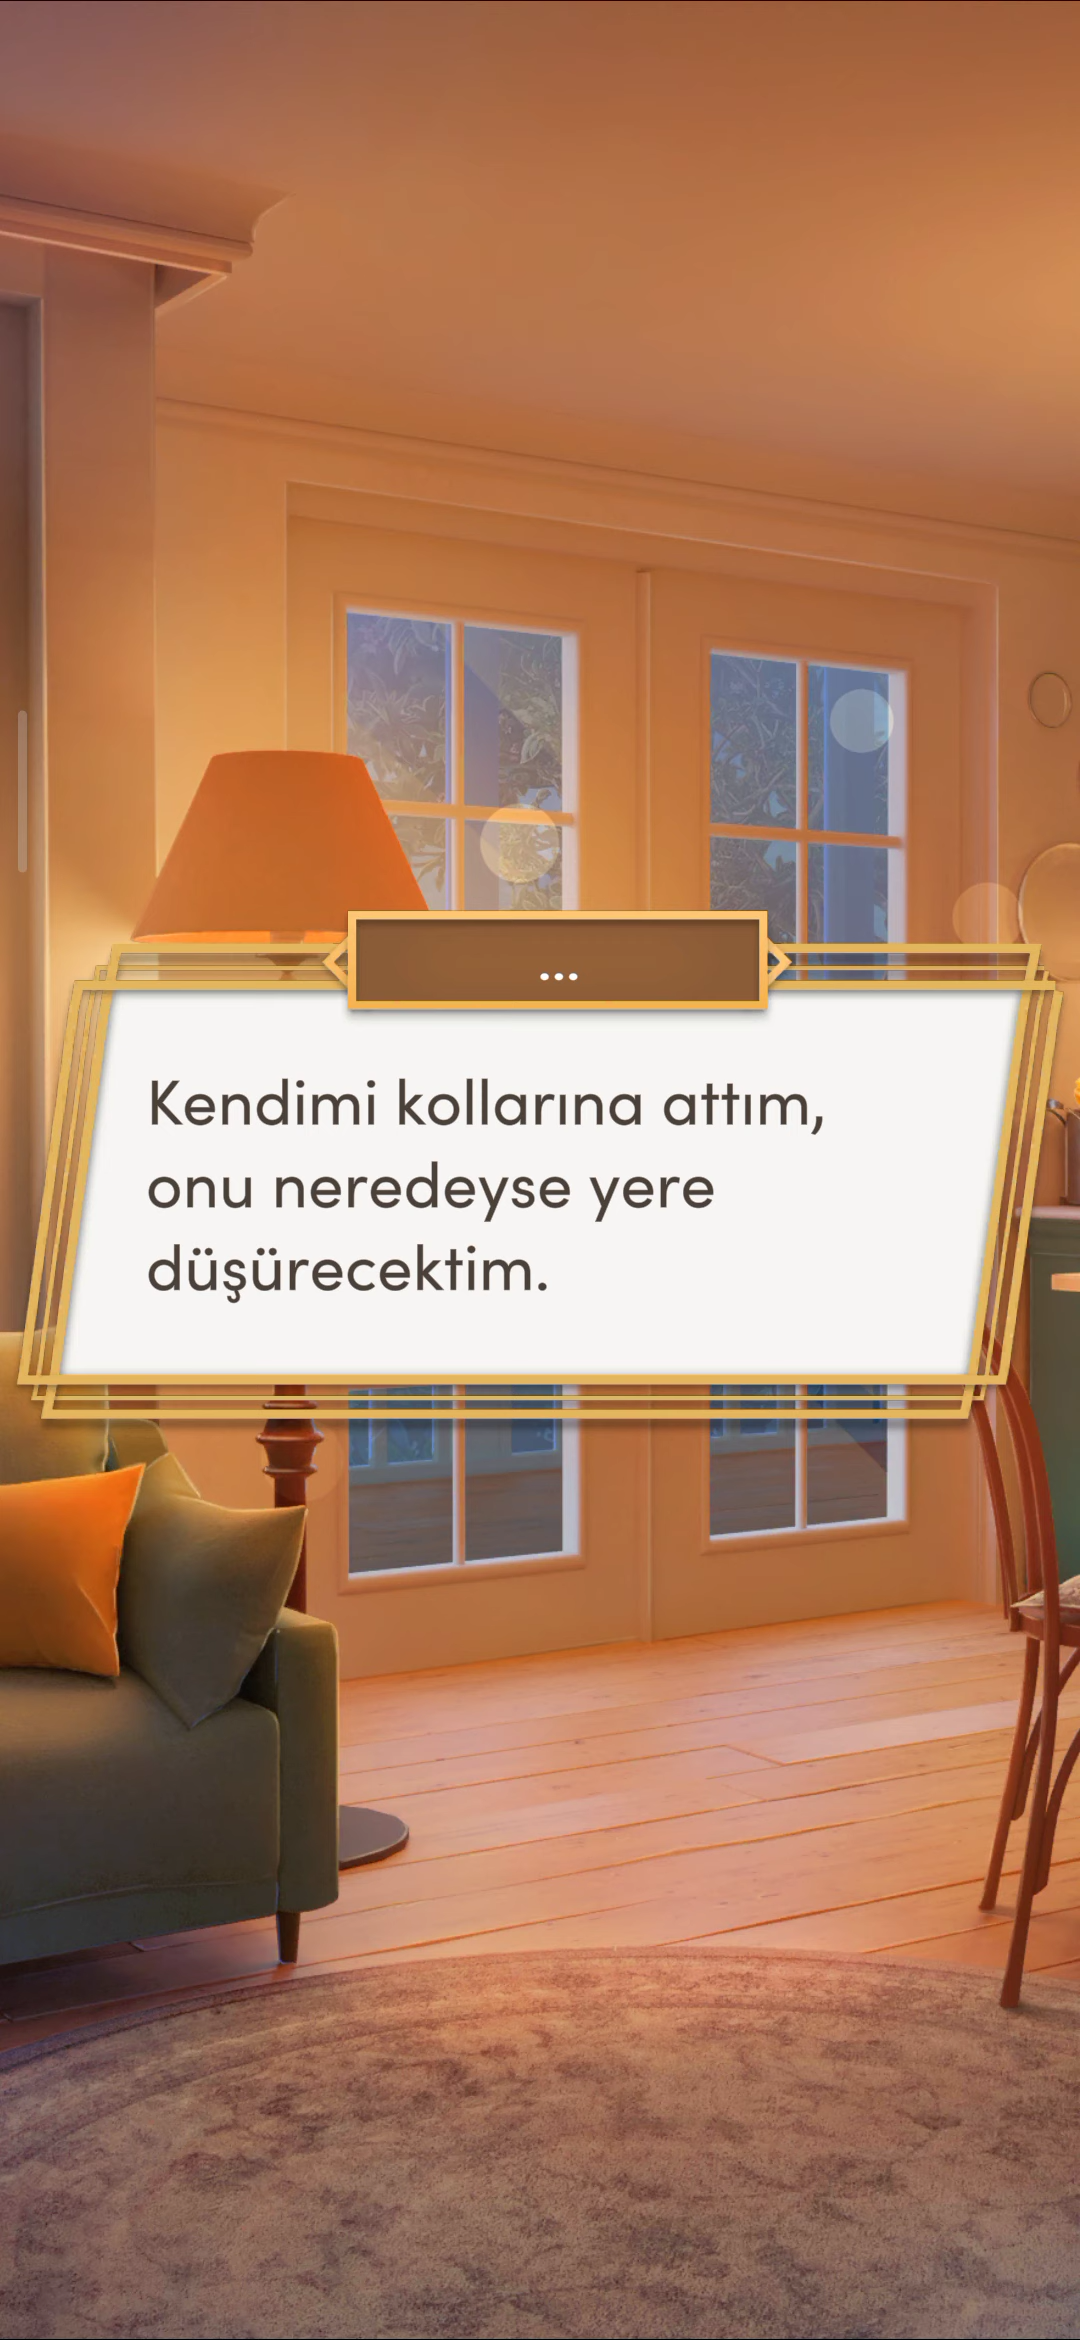 ...
Kendimi kollarına attım,
onu neredeyse yere
düşürecektim.